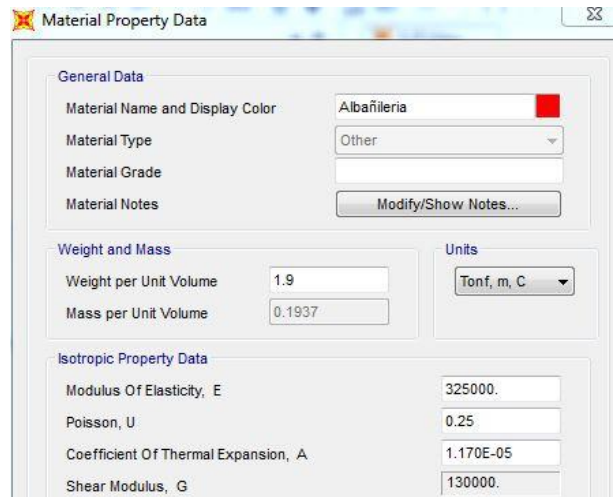 Material Property Data
General Data
Material Name and Display Color Albañileria
Material Type Other
Material Grade
Material Notes Modify/Show Notes...
Weight and Mass Units
Weight per Unit Volume 1.9 Tonf, m, C
Mass per Unit Volume 0.1937
Isotropic Property Data
Modulus Of Elasticity, E 325000.
Poisson, U 0.25
Coefficient Of Thermal Expansion, A 1.170E-05
Shear Modulus, G 130000.